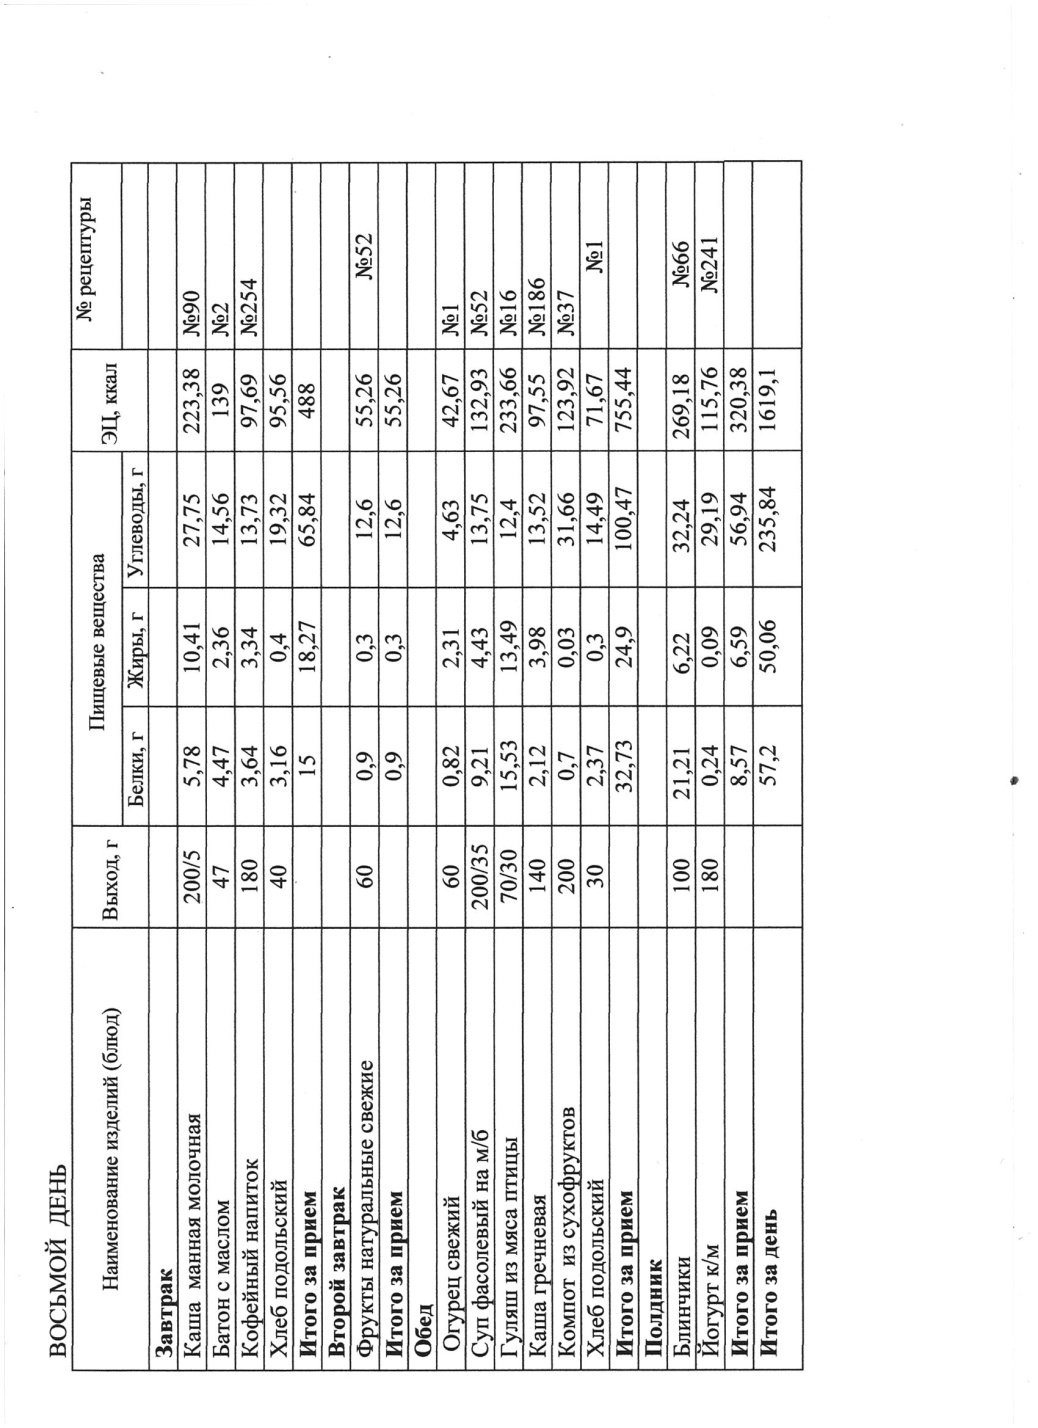 ВОСЬМОЙ ДЕНЬ
Наименование изделий (блюд) Выход, г Пищевые вещества ЭЦ, ккал № рецептуры
Белки, г Жиры, г Углеводы, г
Завтрак
Каша манная молочная 200/5 5,78 10,41 27,75 223,38 №90
Батон с маслом 47 4,47 2,36 14,56 139 №2
Кофейный напиток 180 3,64 3,34 13,73 97,69 №254
Хлеб подольский 40 3,16 0,4 19,32 95,56
Итого за прием 15 18,27 65,84 488
Второй завтрак
Фрукты натуральные свежие 60 0,9 0,3 12,6 55,26 №52
Итого за прием 0,9 0,3 12,6 55,26
Обед
Огурец свежий 60 0,82 2,31 4,63 42,67 №1
Суп фасолевый на м/б 200/35 9,21 4,43 13,75 132,93 №52
Гуляш из мяса птицы 70/30 15,53 13,49 12,4 233,66 №16
Каша гречневая 140 2,12 3,98 13,52 97,55 №186
Компот из сухофруктов 200 0,7 0,03 31,66 123,92 №37
Хлеб подольский 30 2,37 0,3 14,49 71,67 №1
Итого за прием 32,73 24,9 100,47 755,44
Полдник
Блинчики 100 21,21 6,22 32,24 269,18 №66
Йогурт к/м 180 0,24 0,09 29,19 115,76 №241
Итого за прием 8,57 6,59 56,94 320,38
Итого за день 57,2 50,06 235,84 1619,1